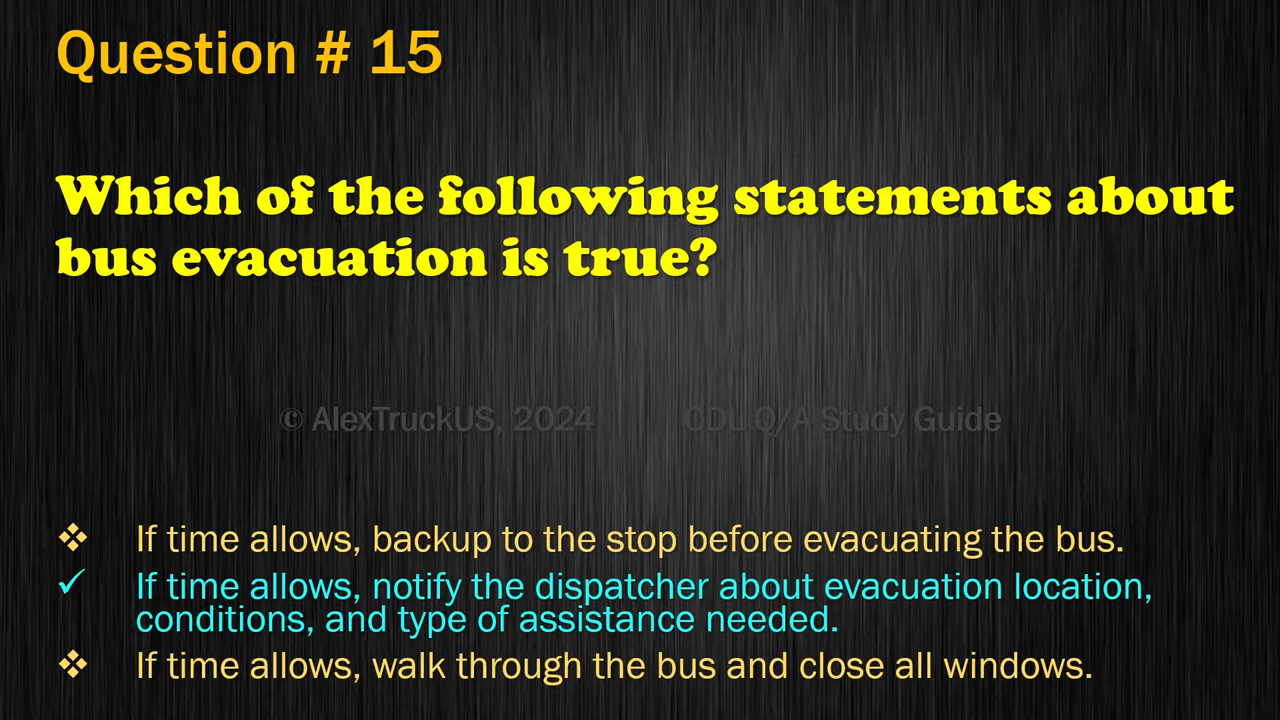 Question # 15
Which of the following statements about
bus evacuation is true?
© AlexTruckUS, 2024 CDL Q/A Study Guide
❖ If time allows, backup to the stop before evacuating the bus.
✓ If time allows, notify the dispatcher about evacuation location,
conditions, and type of assistance needed.
❖ If time allows, walk through the bus and close all windows.